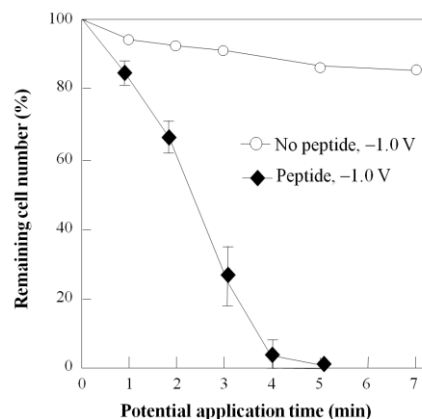 100
80
60
40
20
0
Remaining cell number (%)
No peptide, −1.0 V
Peptide, −1.0 V
0 1 2 3 4 5 6 7
Potential application time (min)